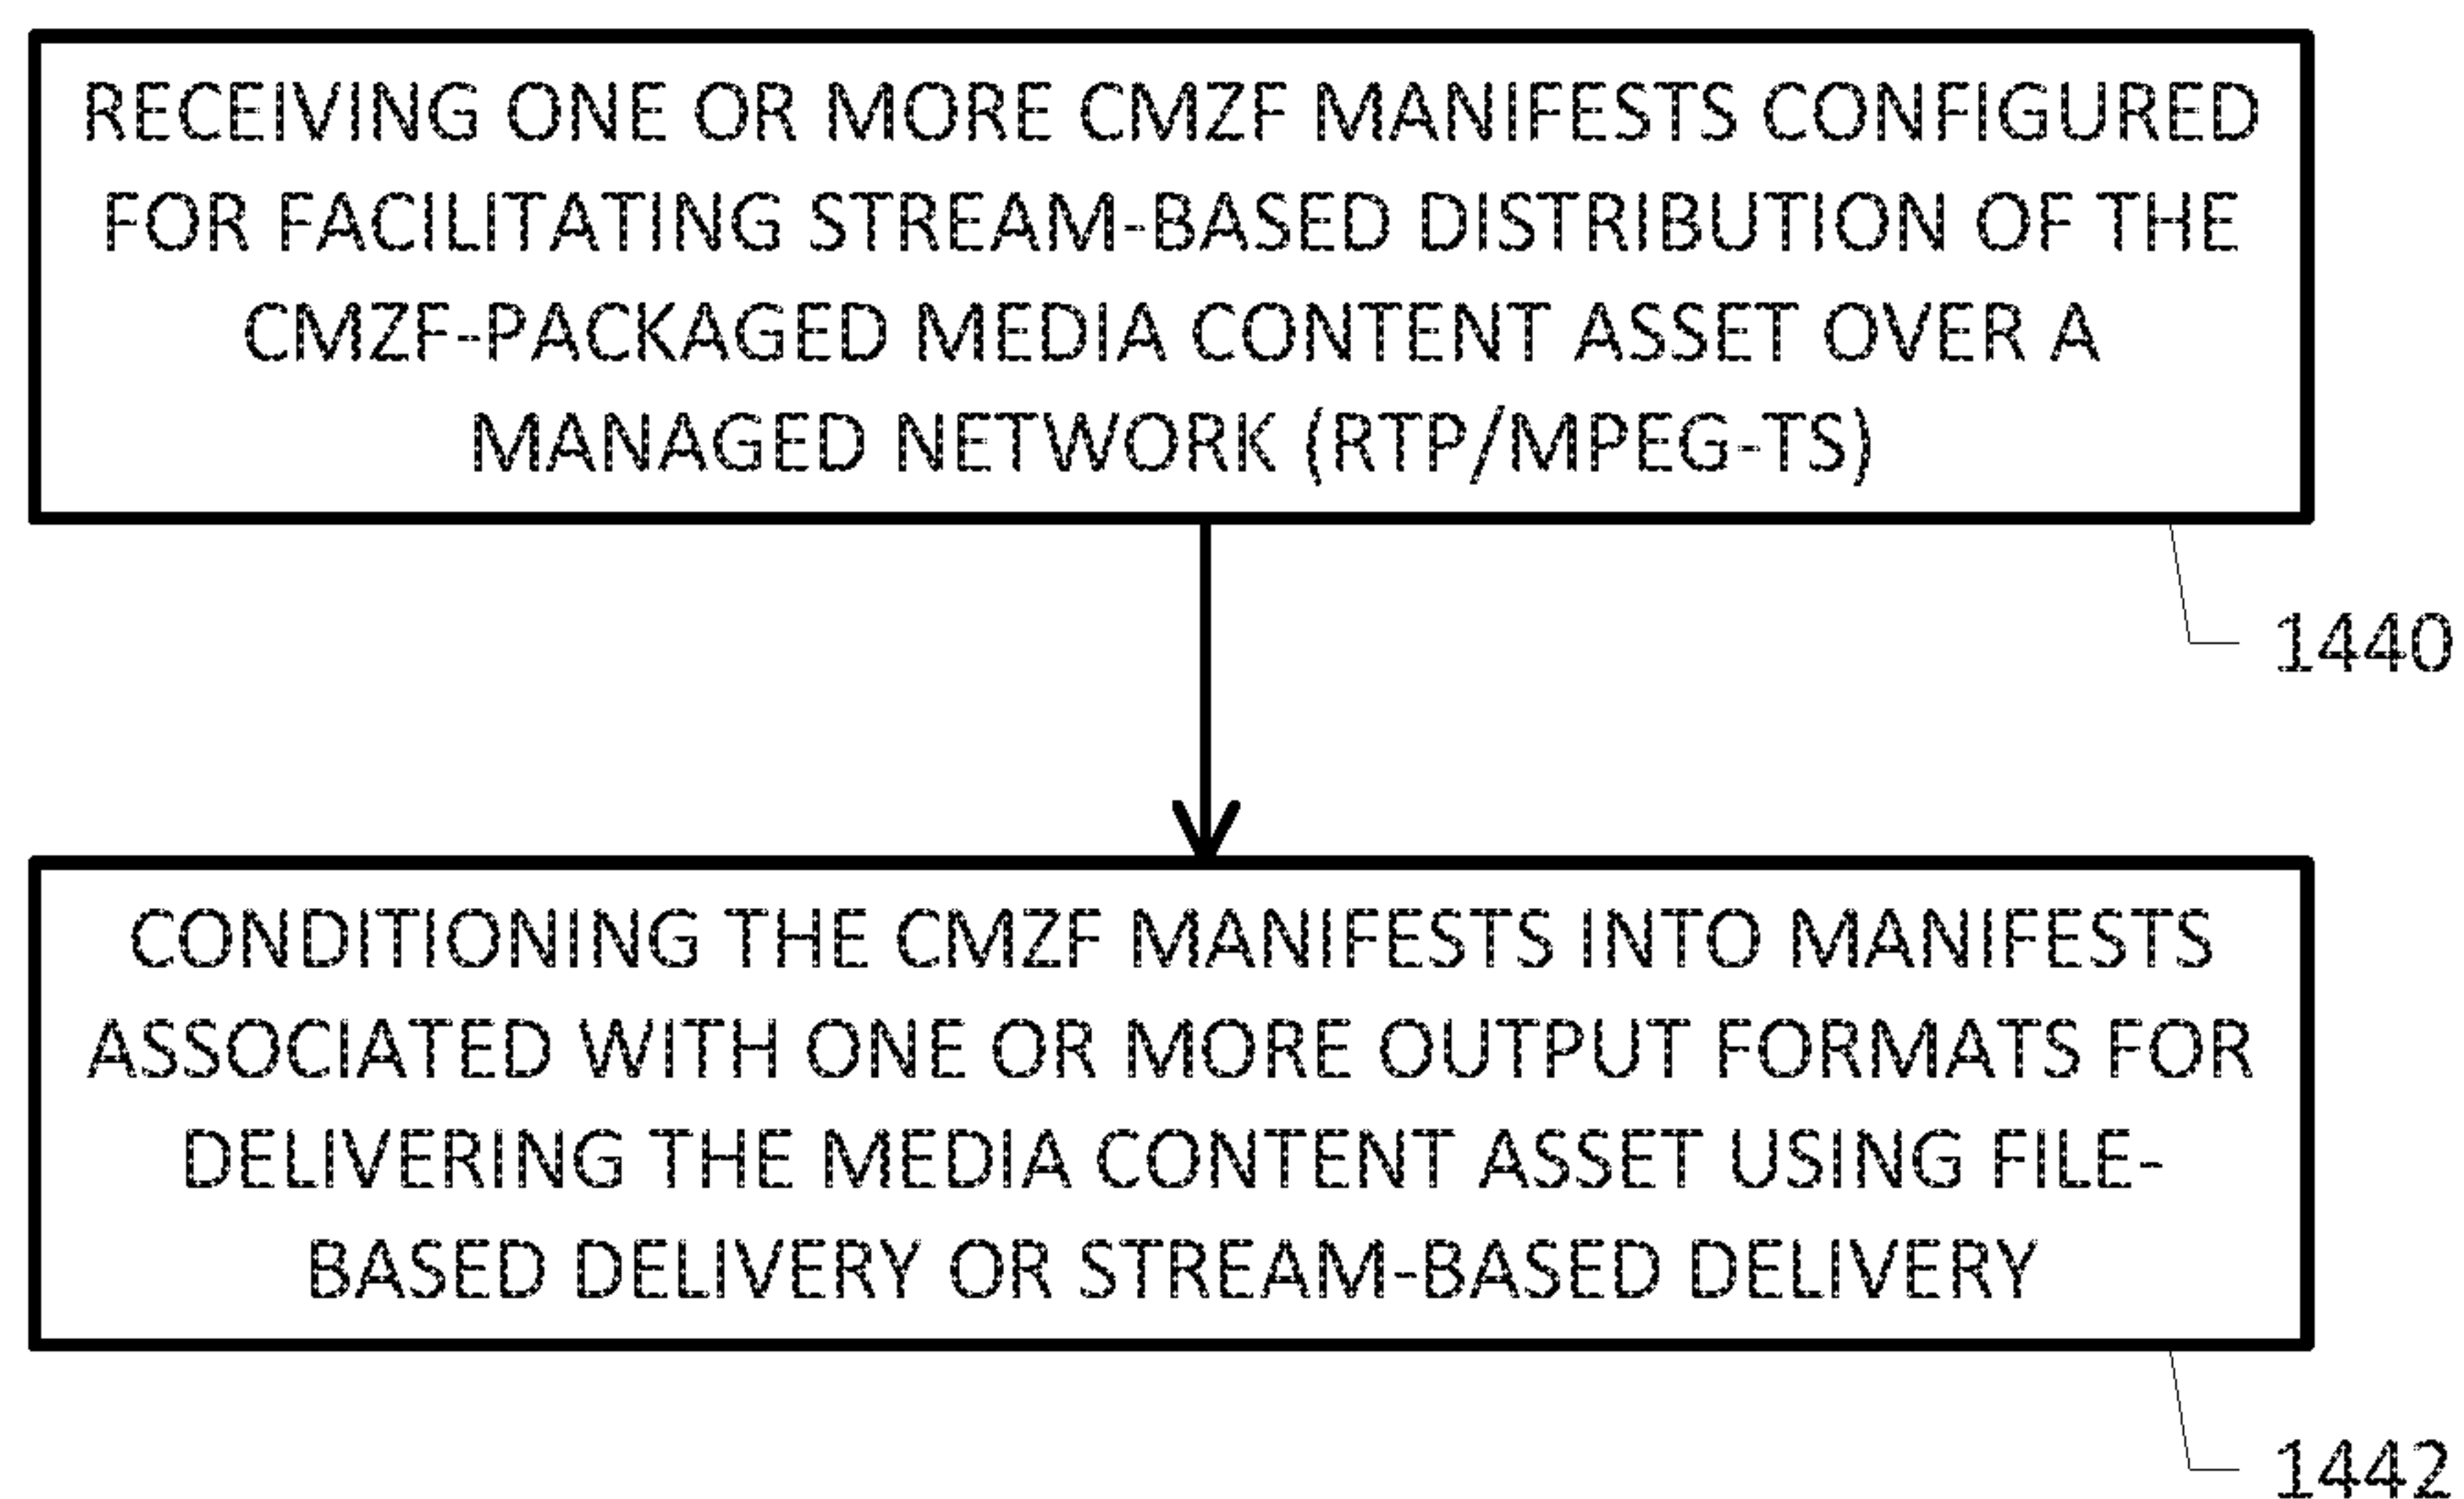 RECEIVING ONE OR MORE CMZF MANIFESTS CONFIGURED
FOR FACILITATING STREAM-BASED DISTRIBUTION OF THE
CMZF-PACKAGED MEDIA CONTENT ASSET OVER A
MANAGED NETWORK (RTP/MPEG-TS)
1440
CONDITIONING THE CMZF MANIFESTS INTO MANIFESTS
ASSOCIATED WITH ONE OR MORE OUTPUT FORMATS FOR
DELIVERING THE MEDIA CONTENT ASSET USING FILE-
BASED DELIVERY OR STREAM-BASED DELIVERY
1442